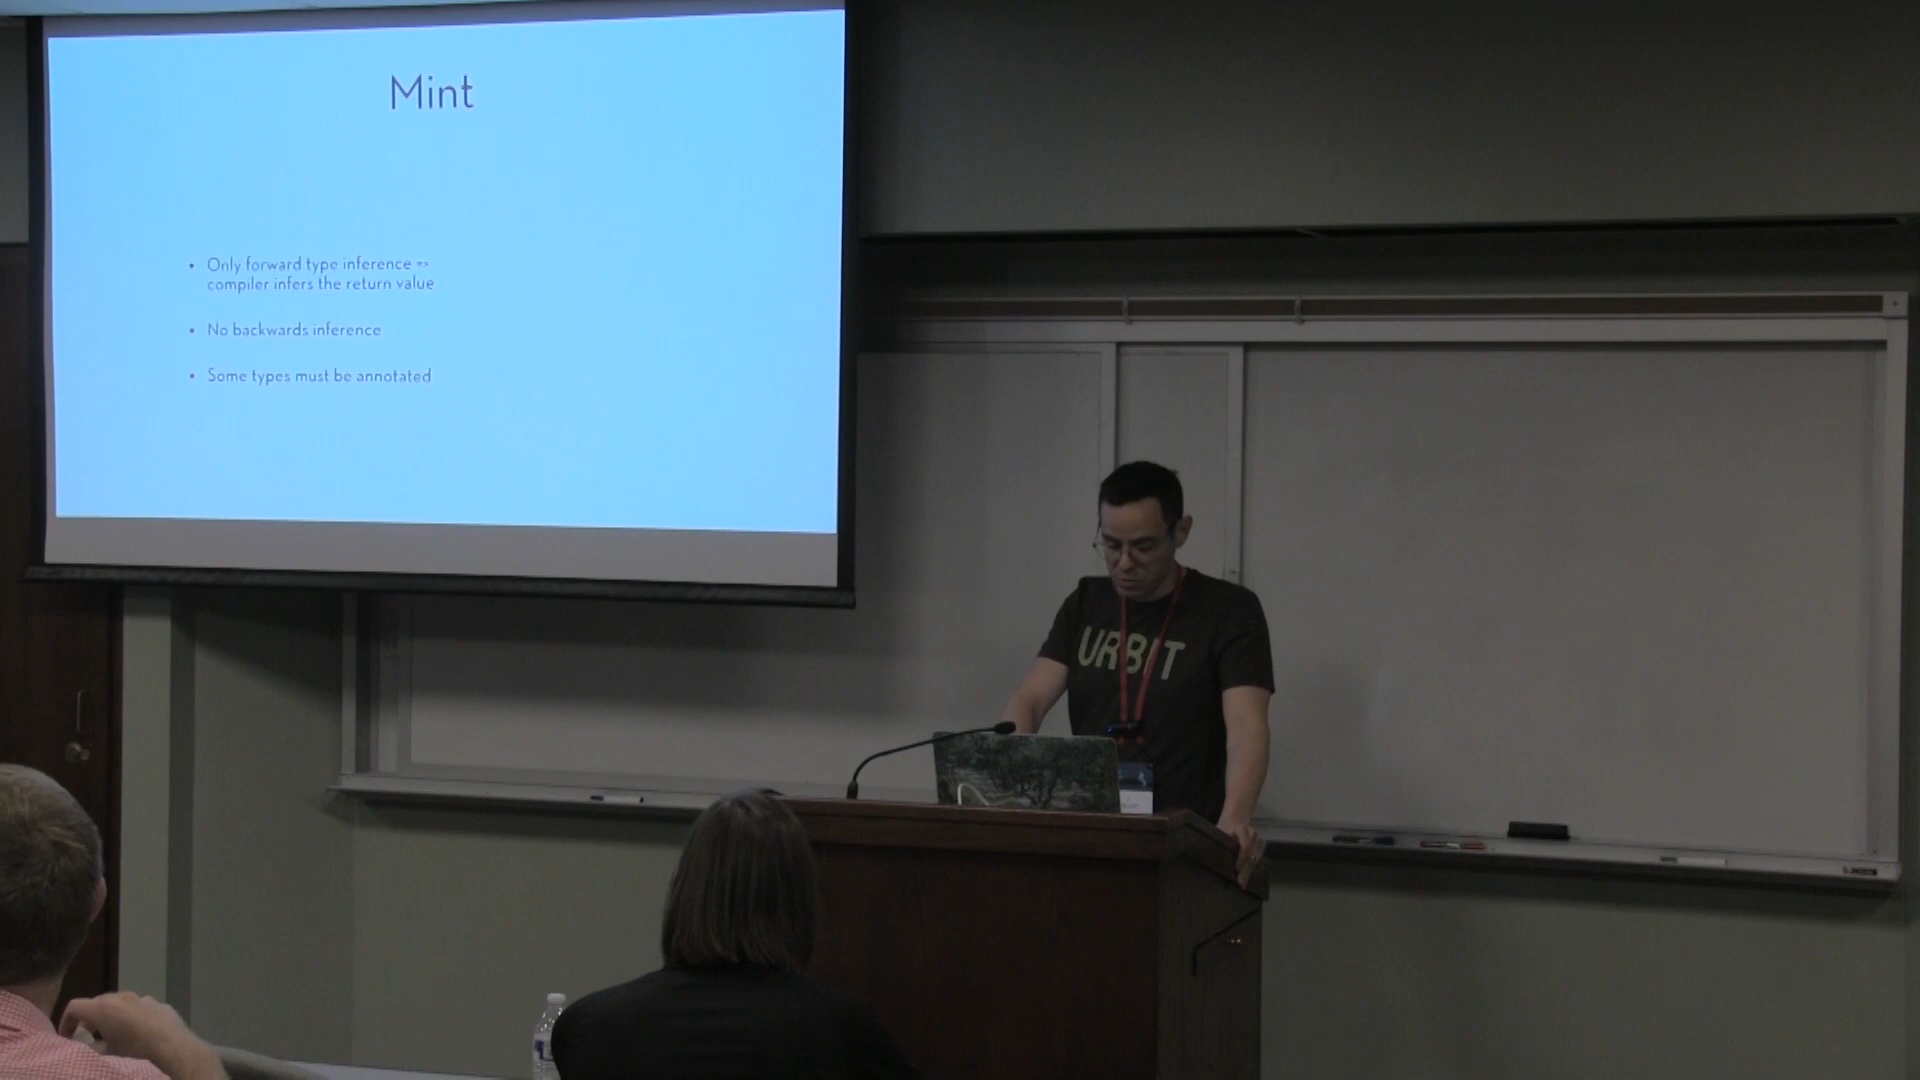 Mint
• Only forward type inference =>
compiler infers the return value
• No backwards inference
• Some types must be annotated
URBIT